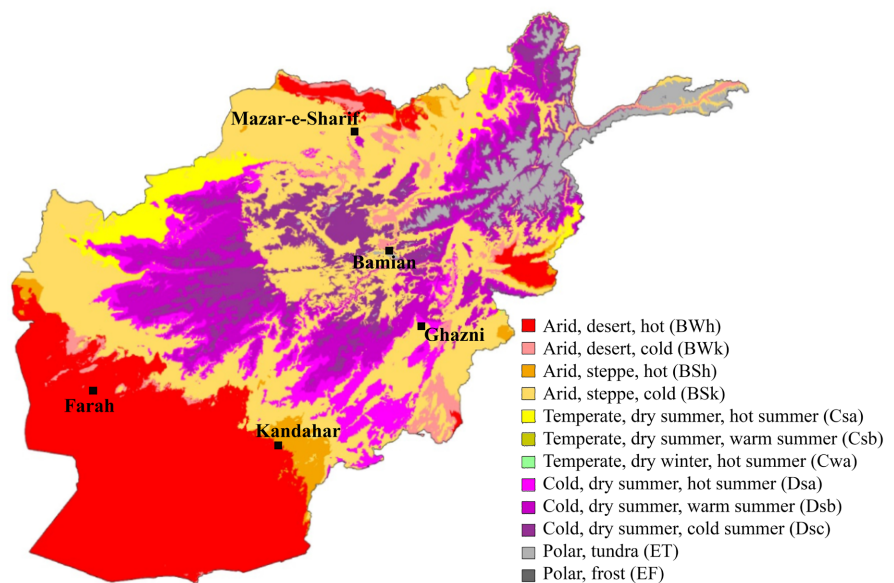 Mazar-e-Sharif
Bamian
Ghazni
Farah
Kandahar
Arid, desert, hot (BWh)
Arid, desert, cold (BWk)
Arid, steppe, hot (BSh)
Arid, steppe, cold (BSk)
Temperate, dry summer, hot summer (Csa)
Temperate, dry summer, warm summer (Csb)
Temperate, dry winter, hot summer (Cwa)
Cold, dry summer, hot summer (Dsa)
Cold, dry summer, warm summer (Dsb)
Cold, dry summer, cold summer (Dsc)
Polar, tundra (ET)
Polar, frost (EF)